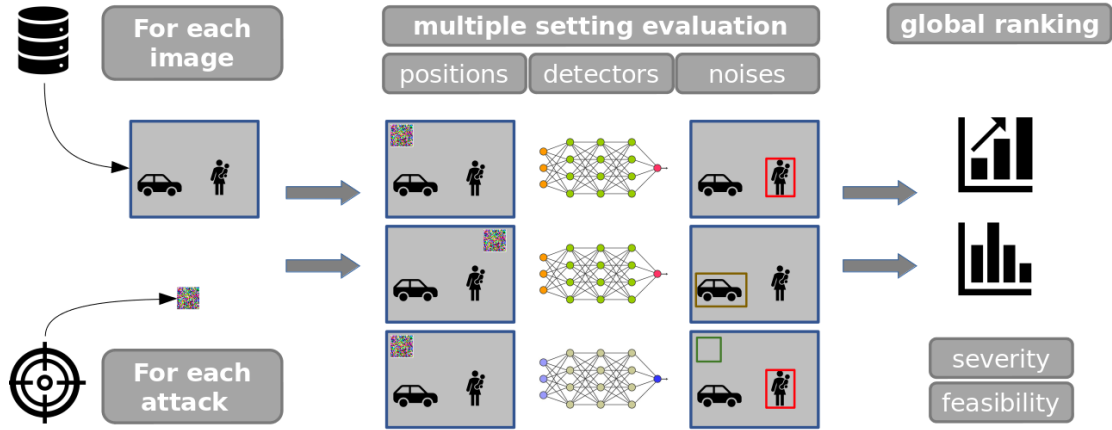 For each
image
multiple setting evaluation
global ranking
positions
detectors
noises
For each
attack
severity
feasibility